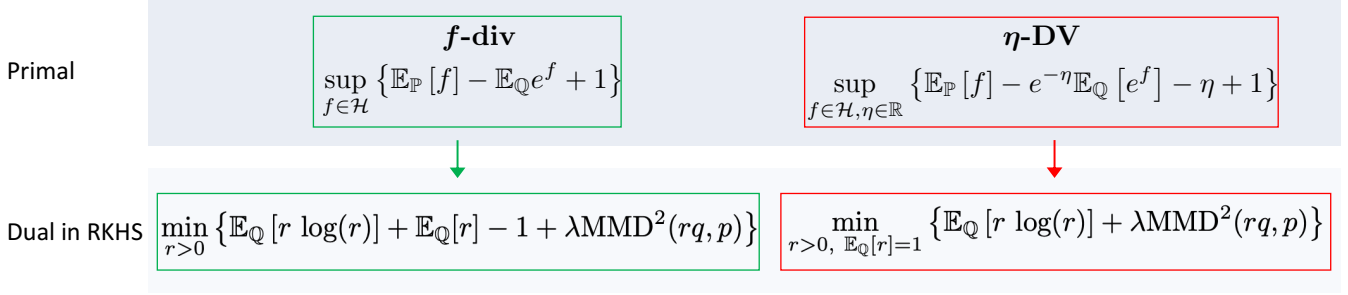 Primal
f-div
sup_{f∈ℋ} {𝔼_ℙ [f] − 𝔼_ℚ e^f + 1}
η-DV
sup_{f∈ℋ,η∈ℝ} {𝔼_ℙ [f] − e^{−η}𝔼_ℚ [e^f] − η + 1}
Dual in RKHS
min_{r>0} {𝔼_ℚ [r log(r)] + 𝔼_ℚ[r] − 1 + λMMD²(rq, p)}
min_{r>0, 𝔼_ℚ[r]=1} {𝔼_ℚ [r log(r)] + λMMD²(rq, p)}